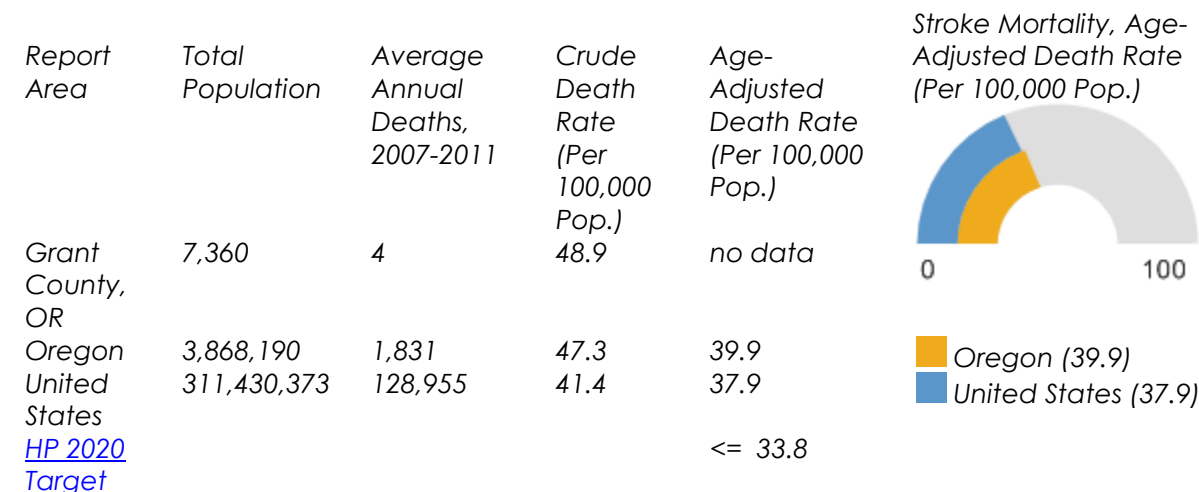 Report Area
Total Population
Average Annual Deaths, 2007-2011
Crude Death Rate (Per 100,000 Pop.)
Age-Adjusted Death Rate (Per 100,000 Pop.)
Stroke Mortality, Age-
Adjusted Death Rate
(Per 100,000 Pop.)
Grant County, OR 7,360 4 48.9 no data
Oregon 3,868,190 1,831 47.3 39.9
United States 311,430,373 128,955 41.4 37.9
HP 2020 Target <= 33.8
0 100
Oregon (39.9)
United States (37.9)